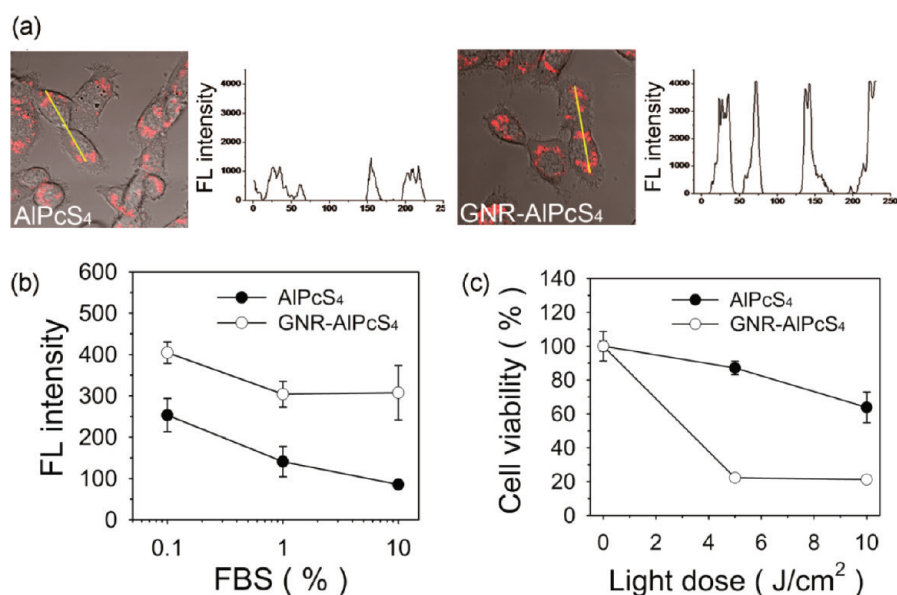 (a)
AlPcS4
FL intensity
4000
3000
2000
1000
0
0 50 100 150 200 250
GNR-AlPcS4
FL intensity
4000
3000
2000
1000
0
0 50 100 150 200 25
(b)
FL intensity
600
500
400
300
200
100
0
AlPcS4
GNR-AlPcS4
0.1 1 10
FBS ( % )
(c)
Cell viability ( % )
140
120
100
80
60
40
20
0
AlPcS4
GNR-AlPcS4
0 2 4 6 8 10
Light dose ( J/cm2 )